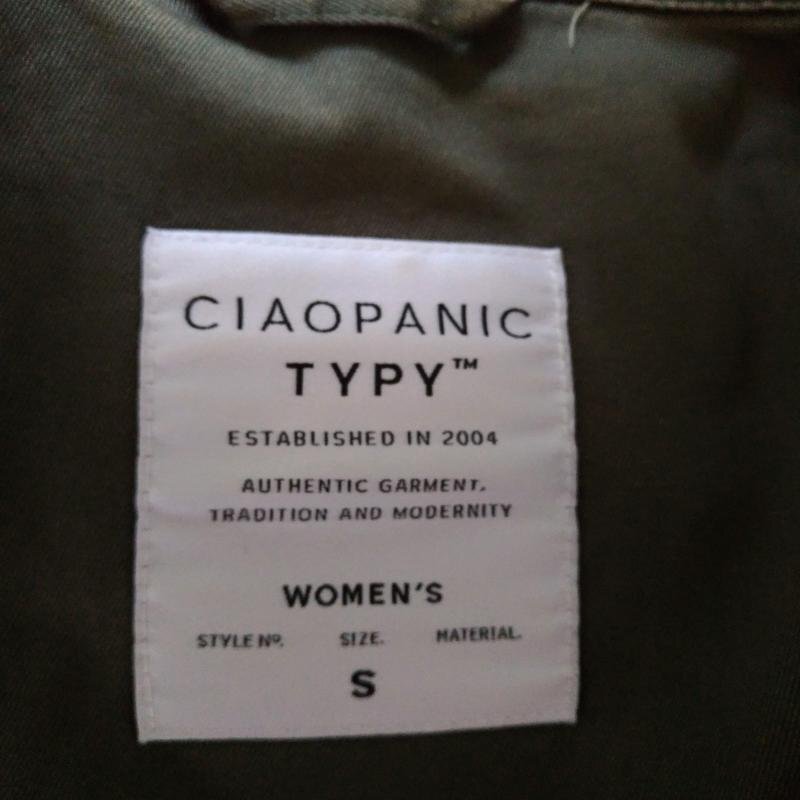 CIAOPANIC
TYPY™
ESTABLISHED IN 2004
AUTHENTIC GARMENT.
TRADITION AND MODERNITY
WOMEN'S
STYLE Nº. SIZE. MATERIAL.
S